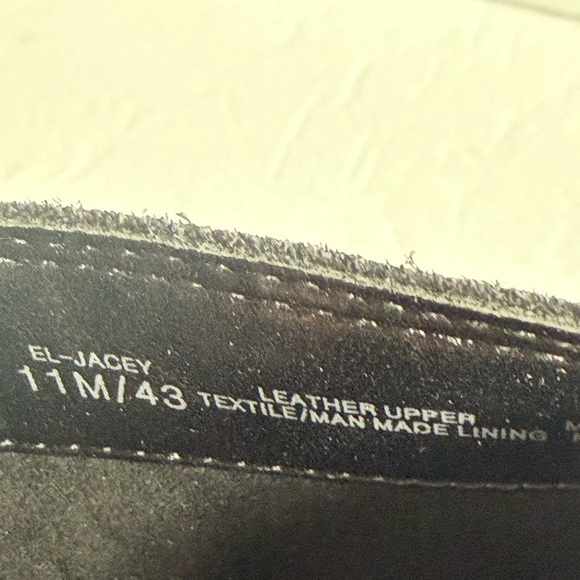 EL-JACEY
11M/43
LEATHER UPPER
TEXTILE/MAN MADE LINING